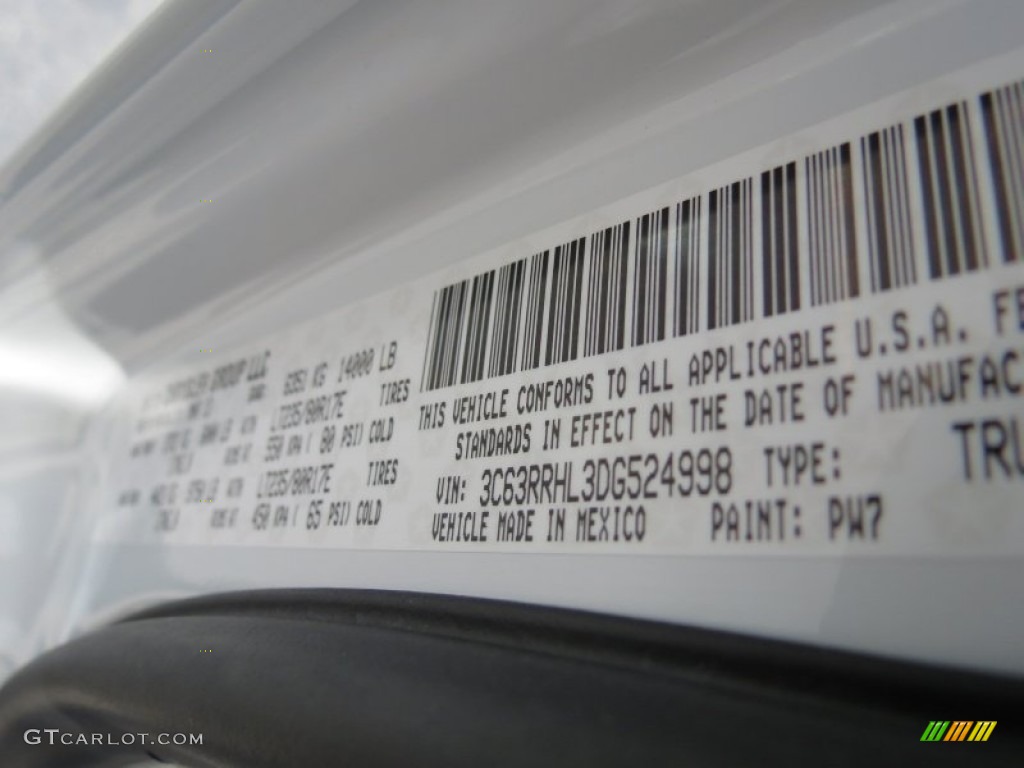 GROUP LLC
6351 KG 14000 LB
LT235/80R17E TIRES
550 KPA ( 80 PSI) COLD
LT235/80R17E TIRES
450 KPA ( 65 PSI) COLD
THIS VEHICLE CONFORMS TO ALL APPLICABLE U.S.A. FE
STANDARDS IN EFFECT ON THE DATE OF MANUFAC
VIN: 3C63RRHL3DG524998 TYPE: TRU
VEHICLE MADE IN MEXICO PAINT: PW7
GTCARLOT.COM